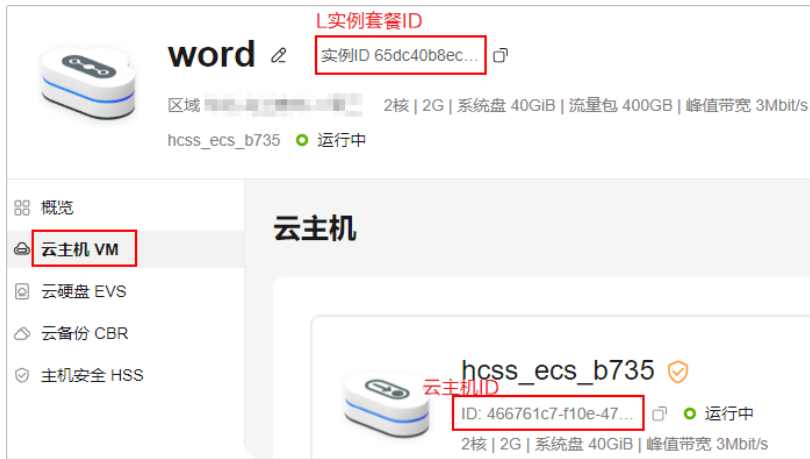 L实例套餐ID
word
实例ID 65dc40b8ec...
区域
2核 | 2G | 系统盘 40GiB | 流量包 400GB | 峰值带宽 3Mbit/s
hcss_ecs_b735 运行中
概览
云主机 VM
云硬盘 EVS
云备份 CBR
主机安全 HSS
云主机
hcss_ecs_b735
云主机ID
ID: 466761c7-f10e-47...
运行中
2核 | 2G | 系统盘 40GiB | 峰值带宽 3Mbit/s